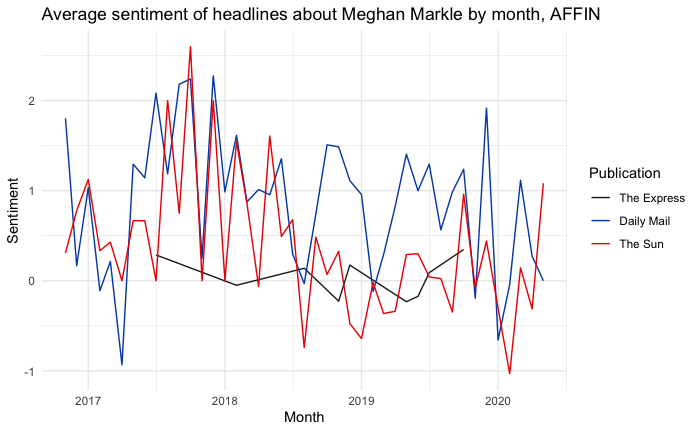 Average sentiment of headlines about Meghan Markle by month, AFFIN
Sentiment
2
1
0
-1
2017
2018
2019
2020
Month
Publication
The Express
Daily Mail
The Sun